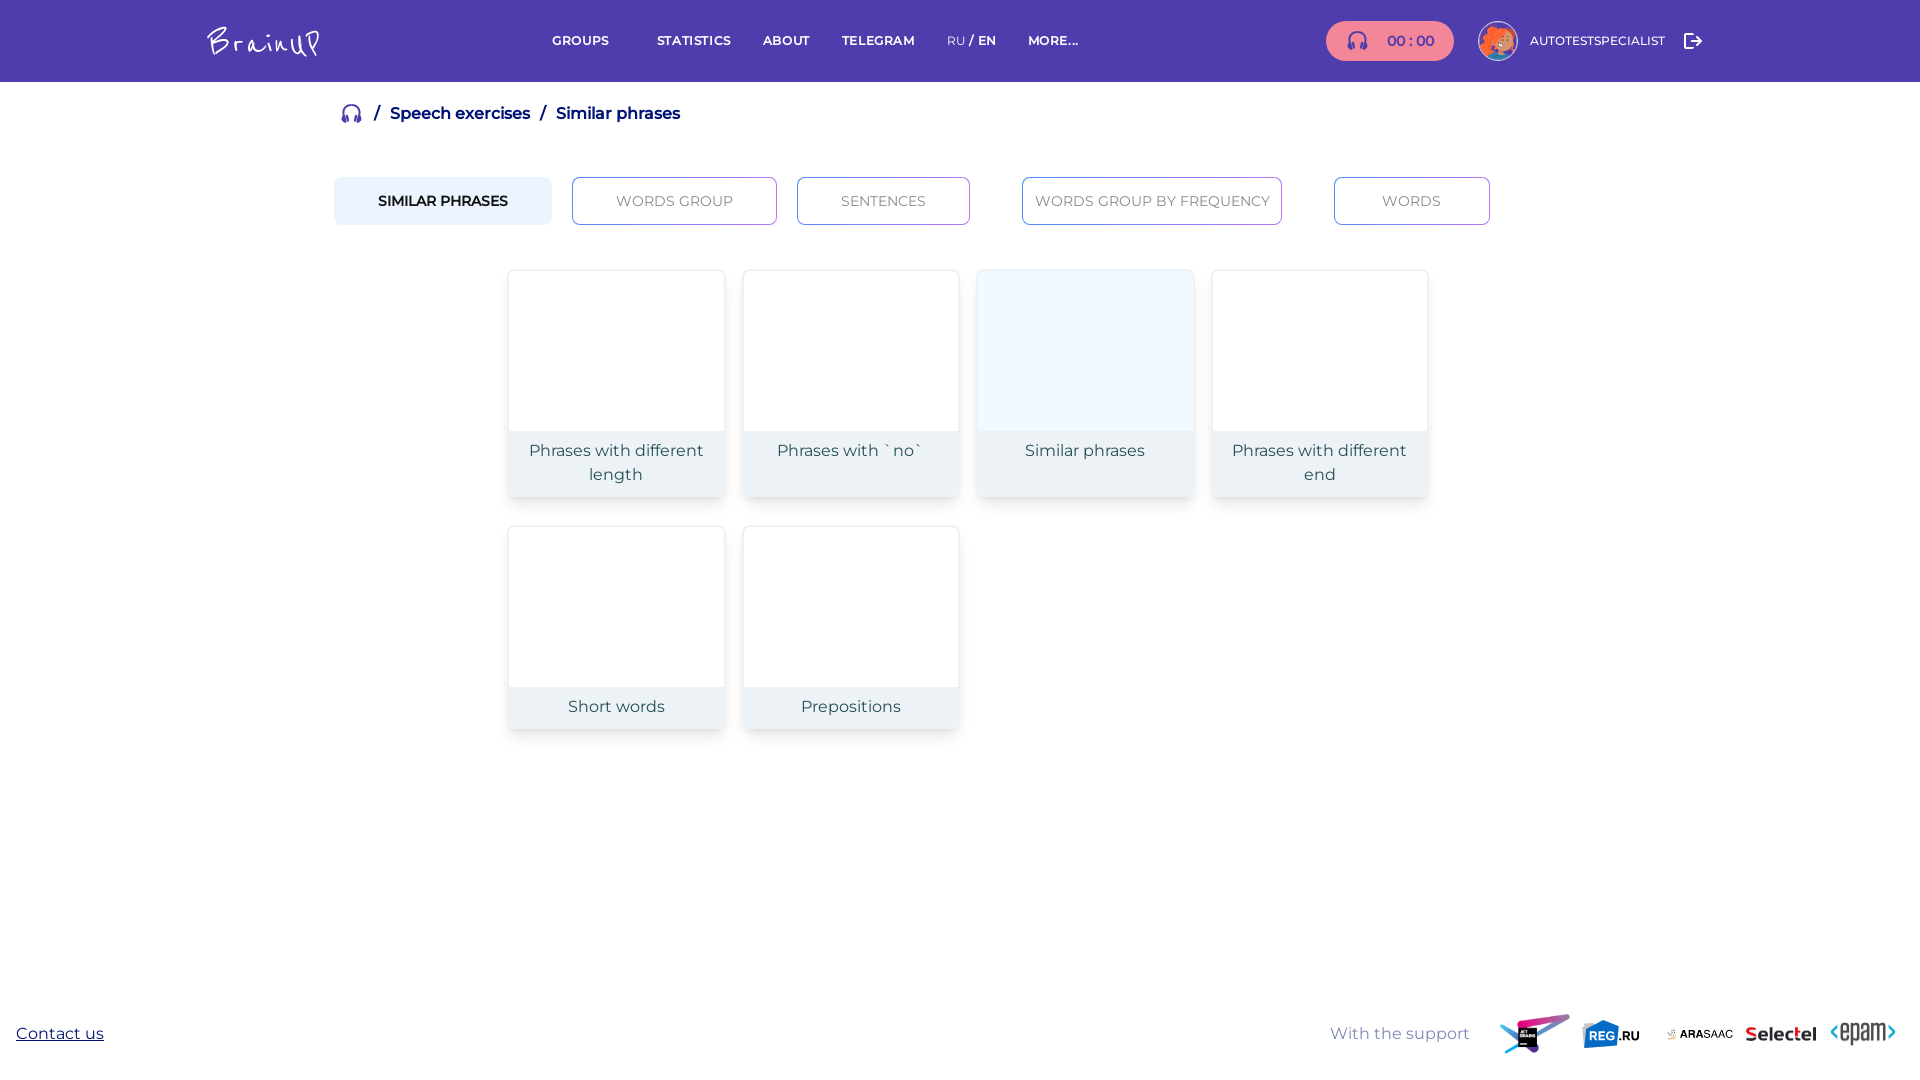 BrainUP
GROUPS
STATISTICS
ABOUT
TELEGRAM
RU / EN
MORE...
00 : 00
AUTOTESTSPECIALIST
/ Speech exercises / Similar phrases
SIMILAR PHRASES
WORDS GROUP
SENTENCES
WORDS GROUP BY FREQUENCY
WORDS
Phrases with different
length
Phrases with `no`
Similar phrases
Phrases with different
end
Short words
Prepositions
Contact us
With the support
JET
BRAINS
REG.RU
ARASAAC
Selectel
<epam>